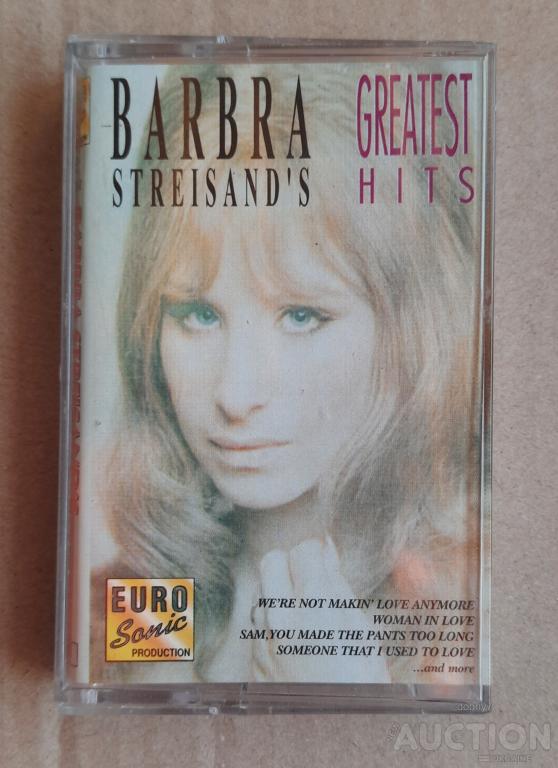 BARBRA
STREISAND'S
GREATEST
HITS
EURO
Sonic
PRODUCTION
WE'RE NOT MAKIN' LOVE ANYMORE
WOMAN IN LOVE
SAM,YOU MADE THE PANTS TOO LONG
SOMEONE THAT I USED TO LOVE
...and more
AUCTION
UKRAINE